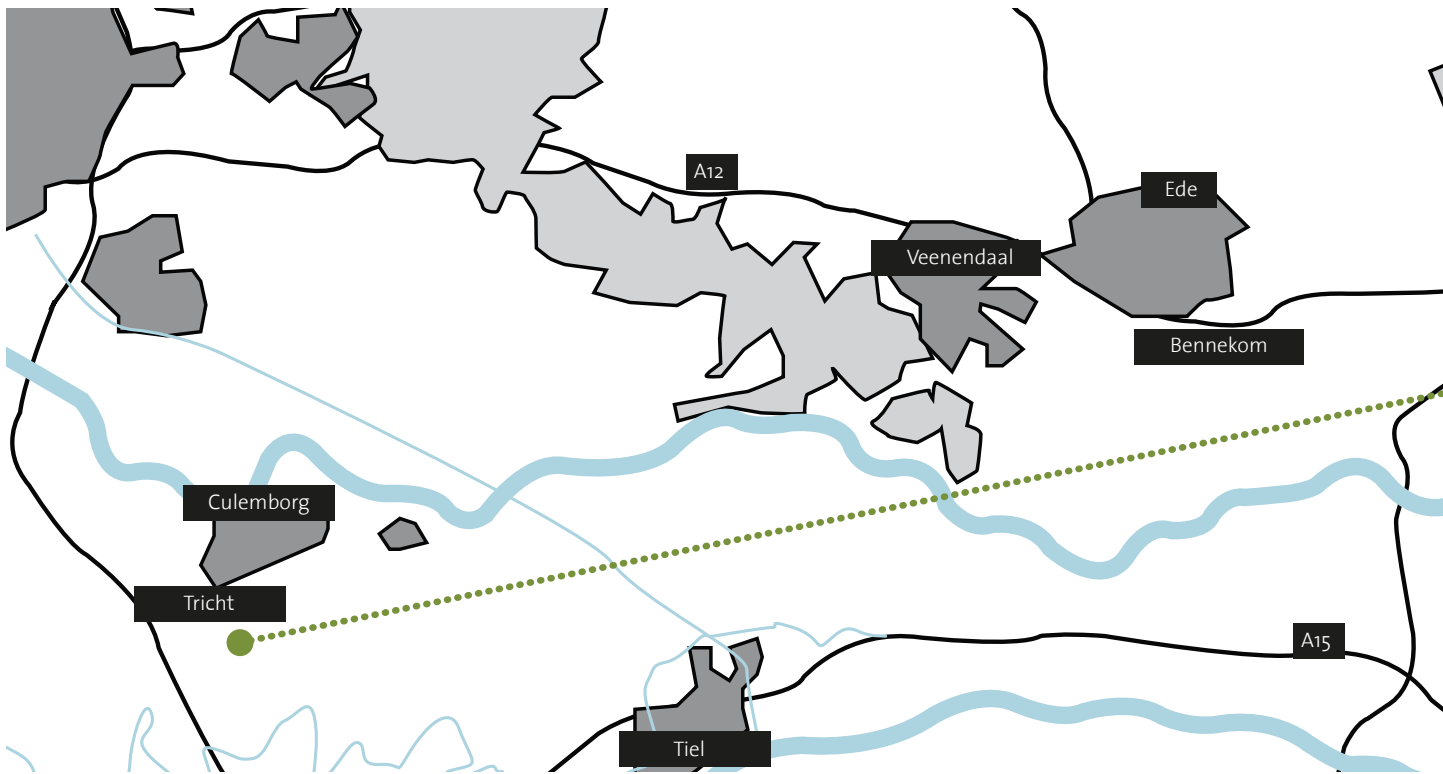 A12
Ede
Veenendaal
Bennekom
Culemborg
Tricht
A15
Tiel